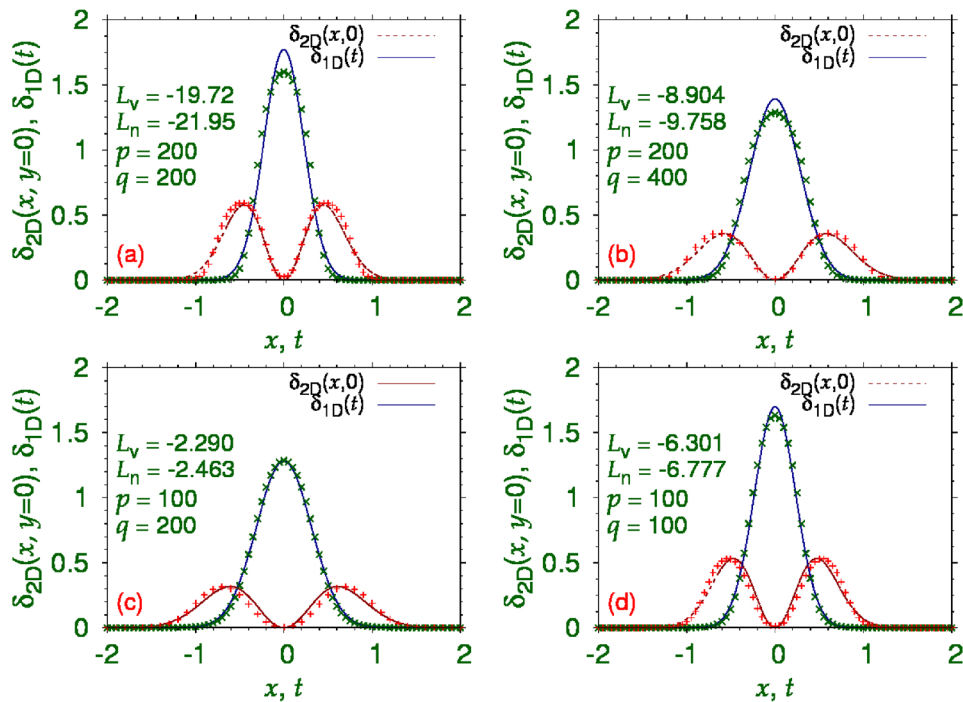 2
1.5
1
0.5
0
-2
-1
0
1
2
x, t
δ2D(x, y=0), δ1D(t)
δ2D(x,0)
δ1D(t)
Lv = -19.72
Ln = -21.95
p = 200
q = 200
(a)
2
1.5
1
0.5
0
-2
-1
0
1
2
x, t
δ2D(x, y=0), δ1D(t)
δ2D(x,0)
δ1D(t)
Lv = -8.904
Ln = -9.758
p = 200
q = 400
(b)
2
1.5
1
0.5
0
-2
-1
0
1
2
x, t
δ2D(x, y=0), δ1D(t)
δ2D(x,0)
δ1D(t)
Lv = -2.290
Ln = -2.463
p = 100
q = 200
(c)
2
1.5
1
0.5
0
-2
-1
0
1
2
x, t
δ2D(x, y=0), δ1D(t)
δ2D(x,0)
δ1D(t)
Lv = -6.301
Ln = -6.777
p = 100
q = 100
(d)